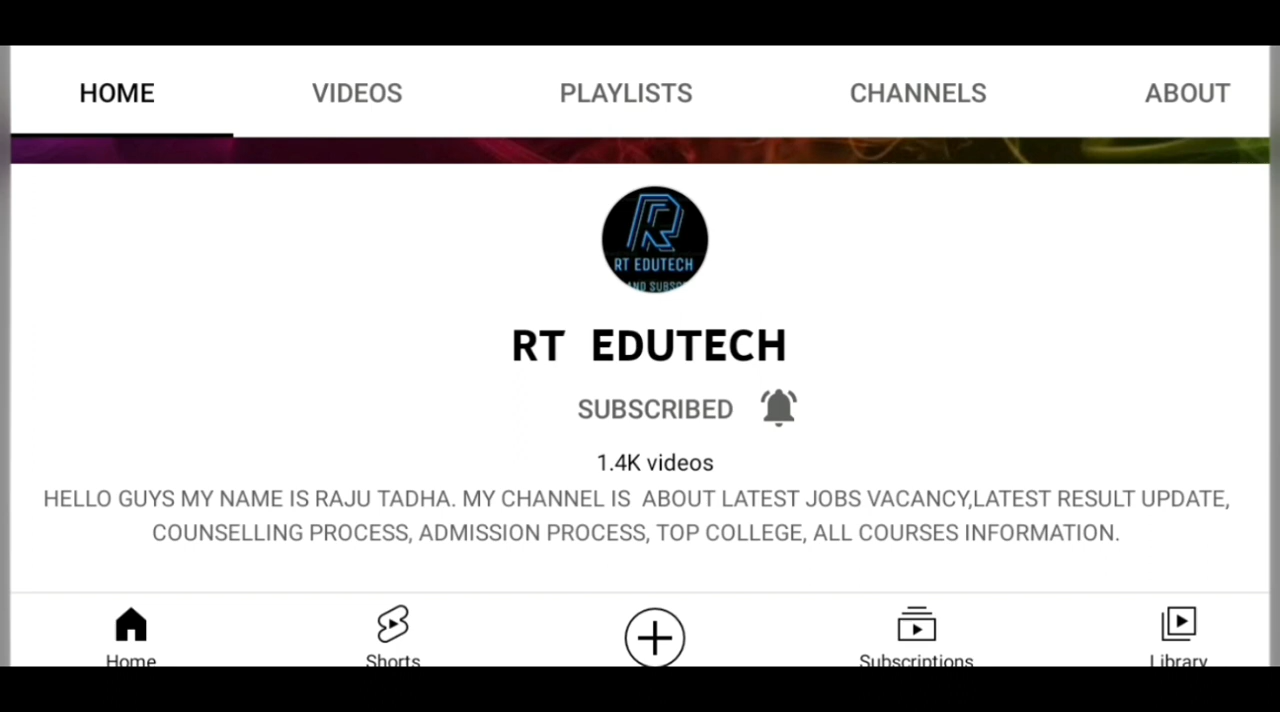 HOME VIDEOS PLAYLISTS CHANNELS ABOUT
RT EDUTECH
AND SUBSC
RT EDUTECH
SUBSCRIBED
1.4K videos
HELLO GUYS MY NAME IS RAJU TADHA. MY CHANNEL IS ABOUT LATEST JOBS VACANCY,LATEST RESULT UPDATE,
COUNSELLING PROCESS, ADMISSION PROCESS, TOP COLLEGE, ALL COURSES INFORMATION.
Home Shorts Subscriptions Library